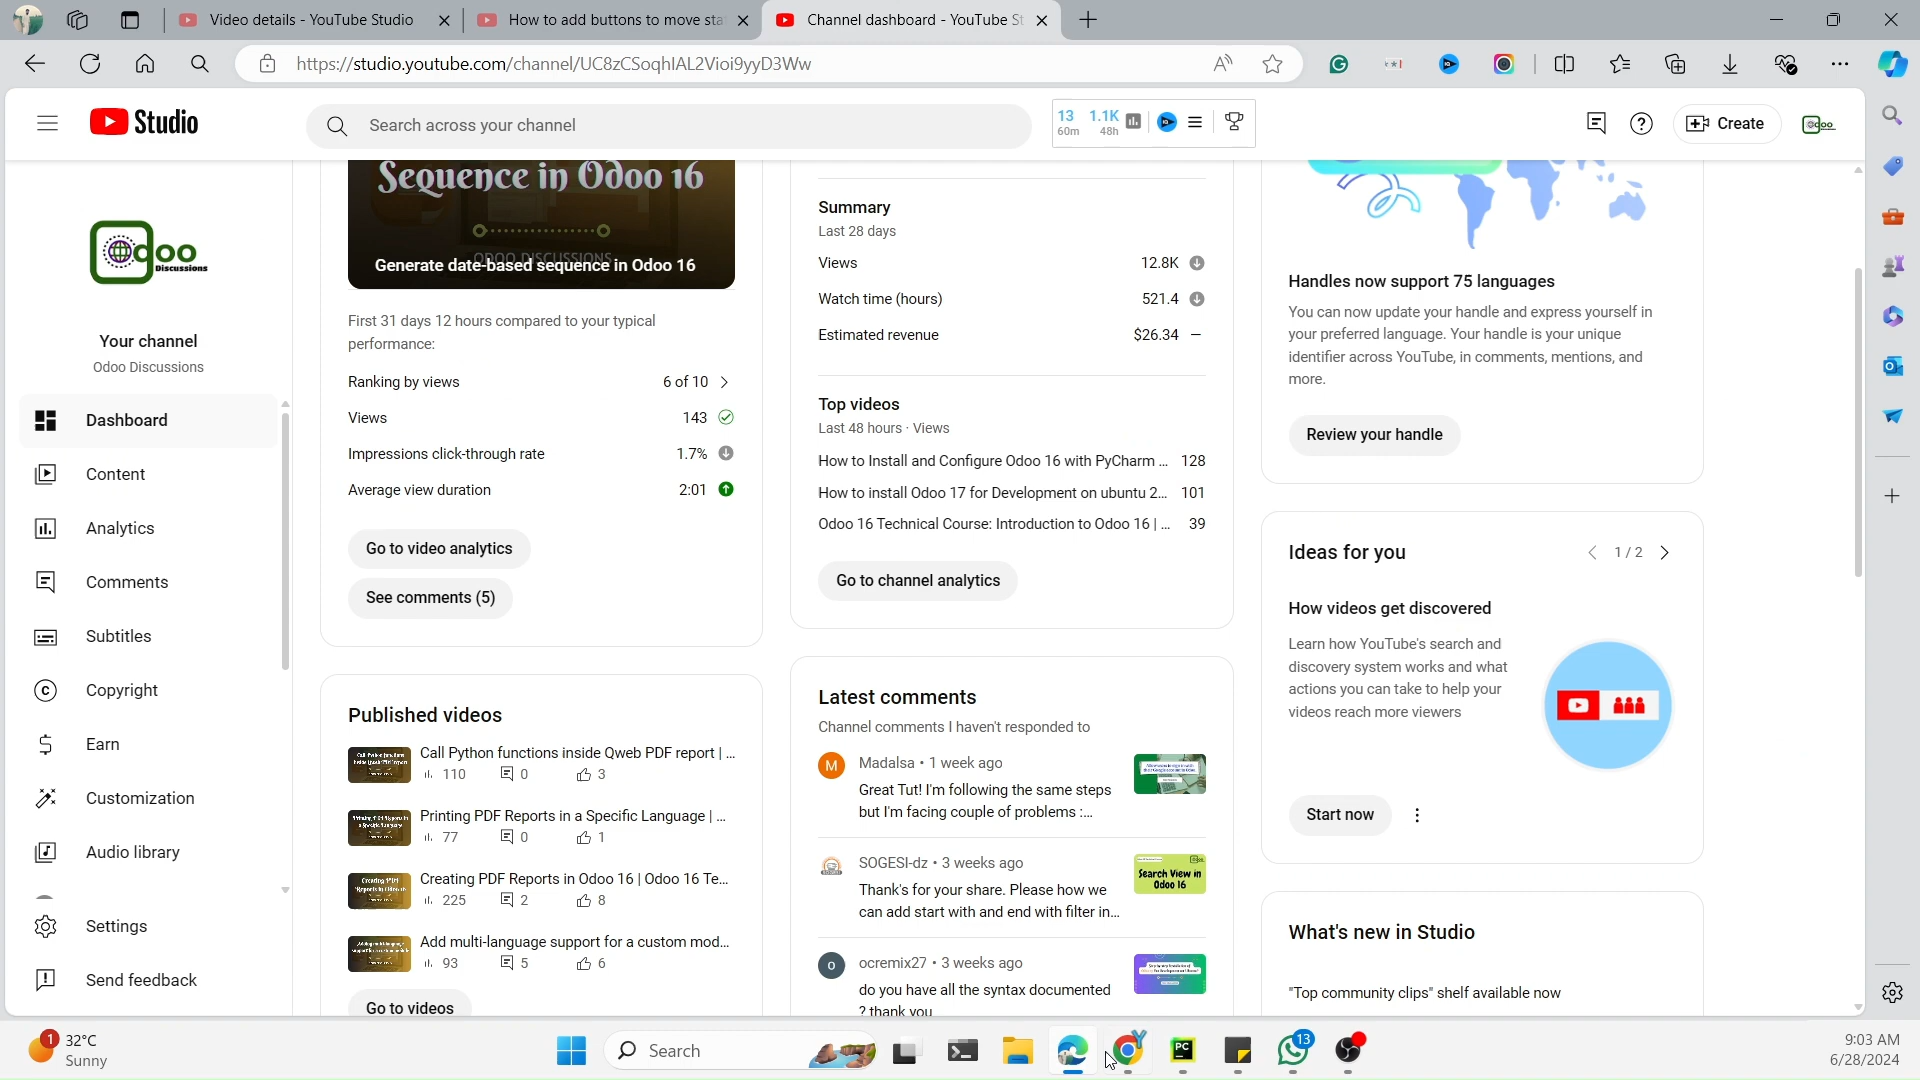 Video details - YouTube Studio
How to add buttons to move sta
Channel dashboard - YouTube S
https://studio.youtube.com/channel/UC8zCSoqhIAL2Vioi9yyD3Ww
Studio
Search across your channel
13
60m
1.1K
48h
Create
Odoo
Discussions
Your channel
Odoo Discussions
Dashboard
Content
Analytics
Comments
Subtitles
Copyright
Earn
Customization
Audio library
Settings
Send feedback
Sequence in Odoo 16
ODOO DISCUSSIONS
Generate date-based sequence in Odoo 16
First 31 days 12 hours compared to your typical
performance:
Ranking by views 6 of 10
Views 143
Impressions click-through rate 1.7%
Average view duration 2:01
Go to video analytics
See comments (5)
Published videos
Call Python functions inside Qweb PDF report | ...
110 0 3
Printing PDF Reports in a Specific Language | ...
77 0 1
Creating PDF Reports in Odoo 16 | Odoo 16 Te...
225 2 8
Add multi-language support for a custom mod...
93 5 6
Go to videos
Summary
Last 28 days
Views 12.8K
Watch time (hours) 521.4
Estimated revenue $26.34 —
Top videos
Last 48 hours · Views
How to Install and Configure Odoo 16 with PyCharm ... 128
How to install Odoo 17 for Development on ubuntu 2... 101
Odoo 16 Technical Course: Introduction to Odoo 16 | ... 39
Go to channel analytics
Latest comments
Channel comments I haven't responded to
M
Madalsa • 1 week ago
Great Tut! I'm following the same steps
but I'm facing couple of problems :...
SOGESI-dz • 3 weeks ago
Thank's for your share. Please how we
can add start with and end with filter in...
Search View in
Odoo 16
o
ocremix27 • 3 weeks ago
do you have all the syntax documented
? thank you
Handles now support 75 languages
You can now update your handle and express yourself in
your preferred language. Your handle is your unique
identifier across YouTube, in comments, mentions, and
more.
Review your handle
Ideas for you
1 / 2
How videos get discovered
Learn how YouTube's search and
discovery system works and what
actions you can take to help your
videos reach more viewers
Start now
What's new in Studio
"Top community clips" shelf available now
1
32°C
Sunny
Search
PC
13
9:03 AM
6/28/2024